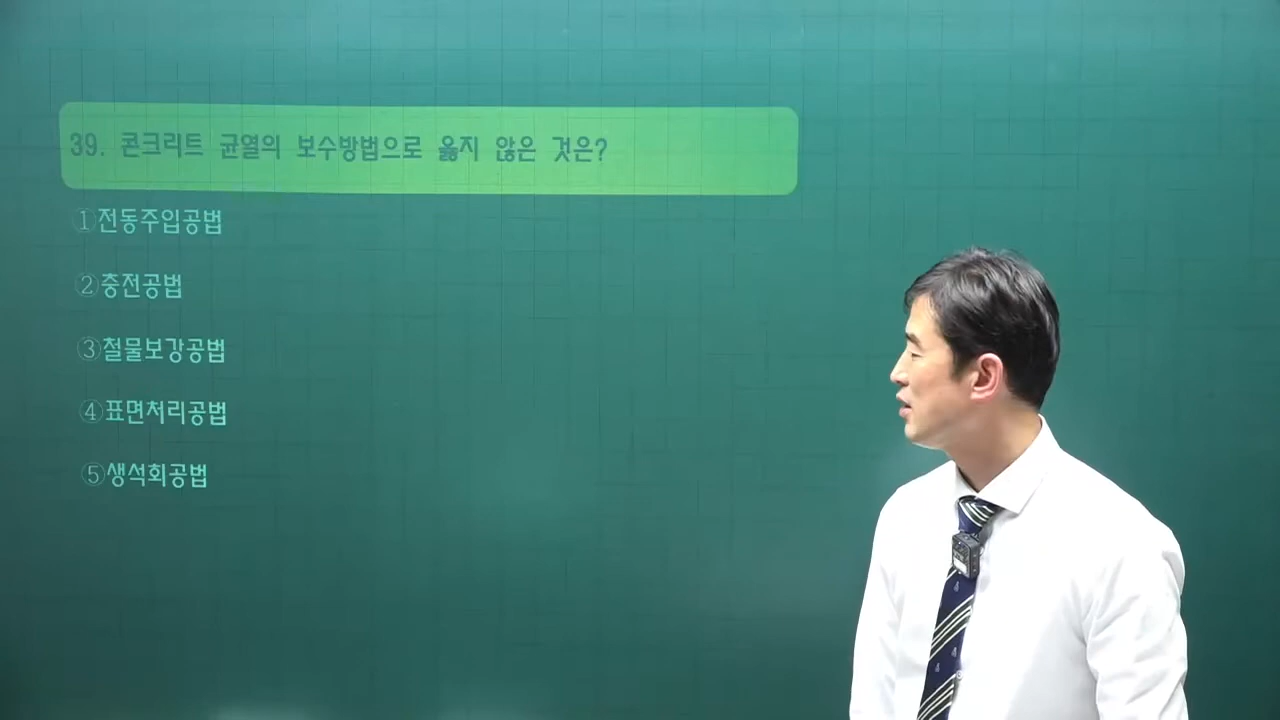 39. 콘크리트 균열의 보수방법으로 옳지 않은 것은?
①전동주입공법
②충전공법
③철물보강공법
④표면처리공법
⑤생석회공법